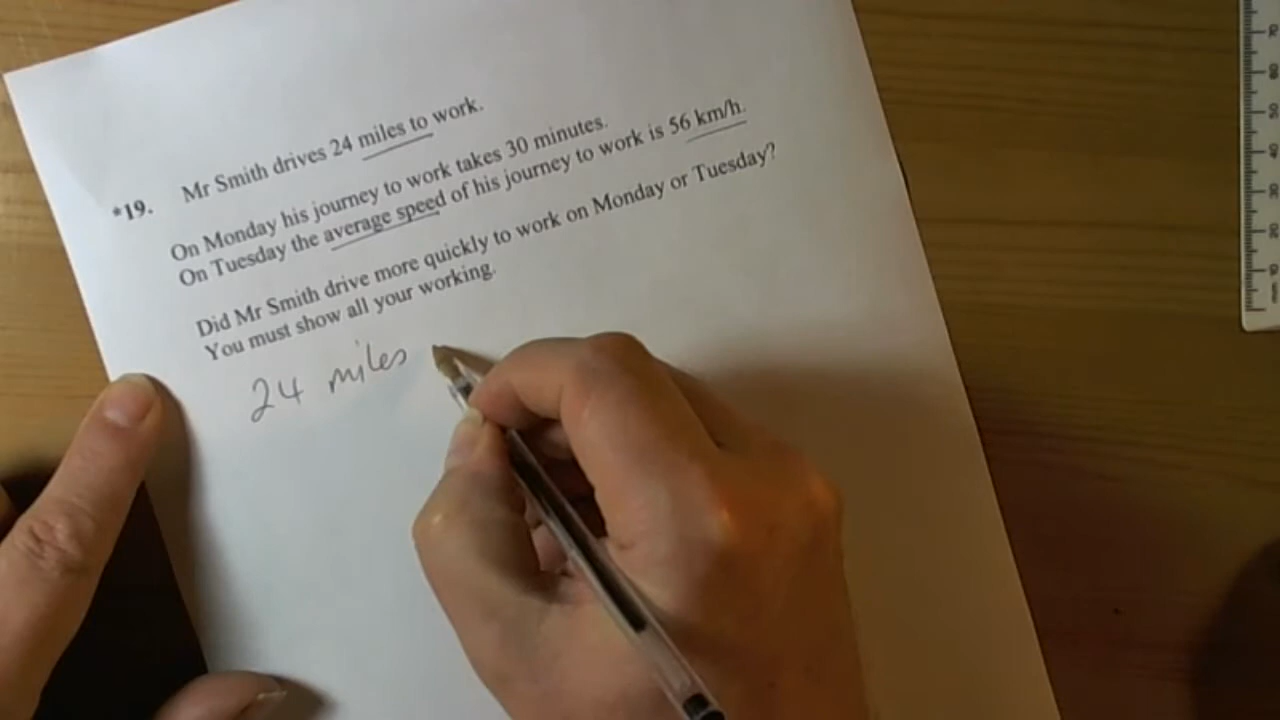 Mr Smith drives 24 miles to work.
*19.
On Monday his journey to work takes 30 minutes.
On Tuesday the average speed of his journey to work is 56 km/h.
Did Mr Smith drive more quickly to work on Monday or Tuesday?
You must show all your working.
24 miles